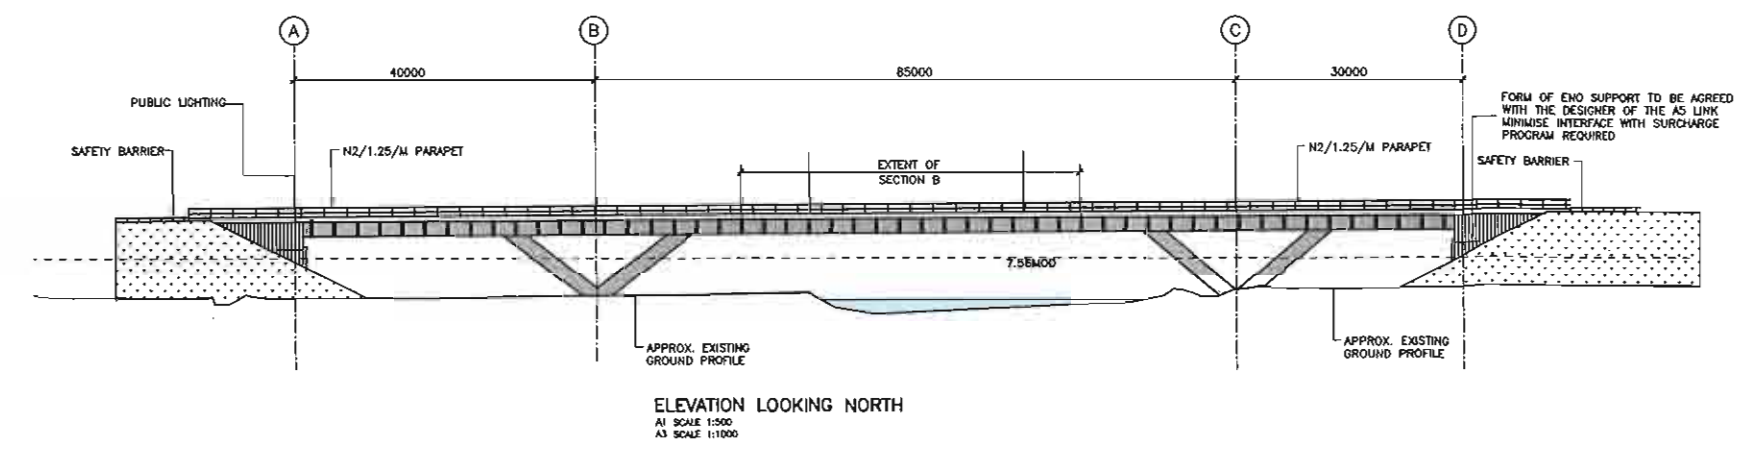 A
B
C
D
40000
85000
30000
PUBLIC LIGHTING
FORM OF END SUPPORT TO BE AGREED
WITH THE DESIGNER OF THE A5 LINK
MINIMISE INTERFACE WITH SURCHARGE
PROGRAM REQUIRED
SAFETY BARRIER
N2/1.25/M PARAPET
EXTENT OF
SECTION B
N2/1.25/M PARAPET
SAFETY BARRIER
7.56MOD
APPROX. EXISTING
GROUND PROFILE
APPROX. EXISTING
GROUND PROFILE
ELEVATION LOOKING NORTH
A1 SCALE 1:500
A3 SCALE 1:1000